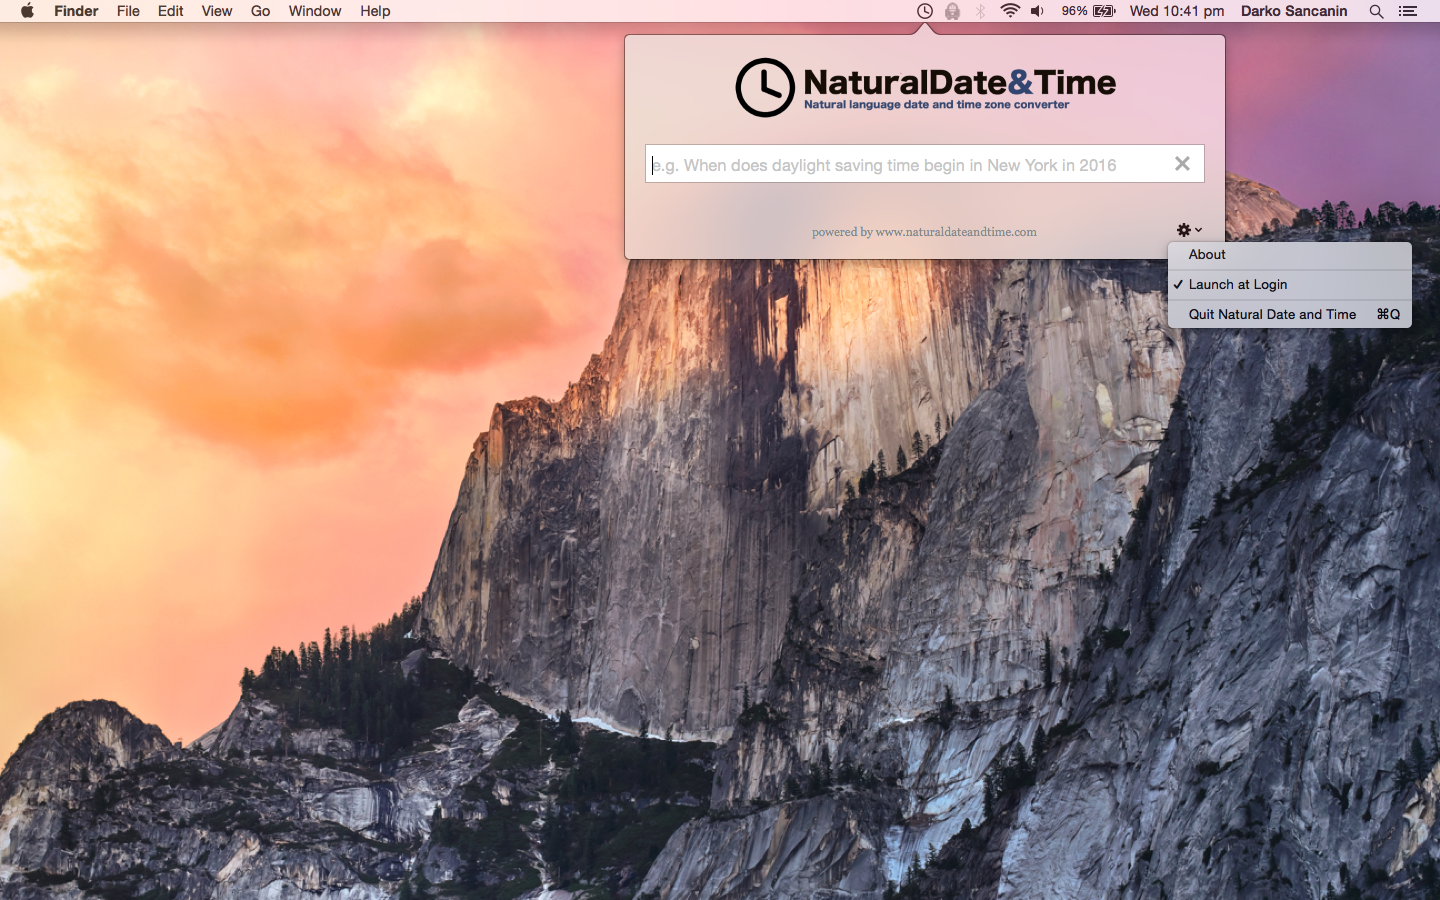 Finder File Edit View Go Window Help 96% Wed 10:41 pm Darko Sancanin
NaturalDate&Time
Natural language date and time zone converter
e.g. When does daylight saving time begin in New York in 2016
powered by www.naturaldateandtime.com
About
✓ Launch at Login
Quit Natural Date and Time ⌘Q